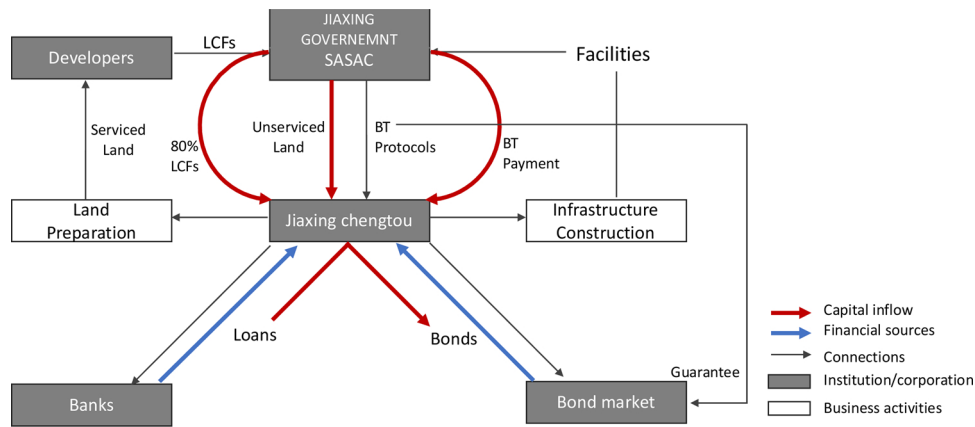 JIAXING
GOVERNEMNT
SASAC
Developers
LCFs
Facilities
Serviced
Land
80%
LCFs
Unserviced
Land
BT
Protocols
BT
Payment
Land
Preparation
Jiaxing chengtou
Infrastructure
Construction
Loans
Bonds
Banks
Bond market
Guarantee
Capital inflow
Financial sources
Connections
Institution/corporation
Business activities